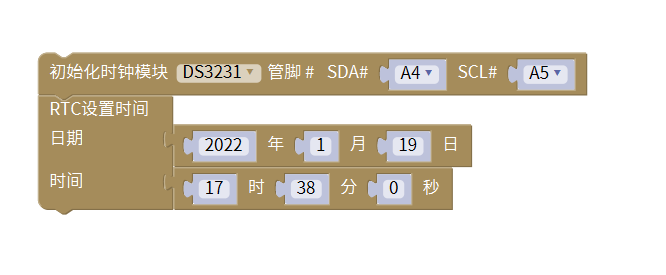 初始化时钟模块 DS3231 管脚 # SDA# A4 SCL# A5
RTC设置时间
日期 2022 年 1 月 19 日
时间 17 时 38 分 0 秒